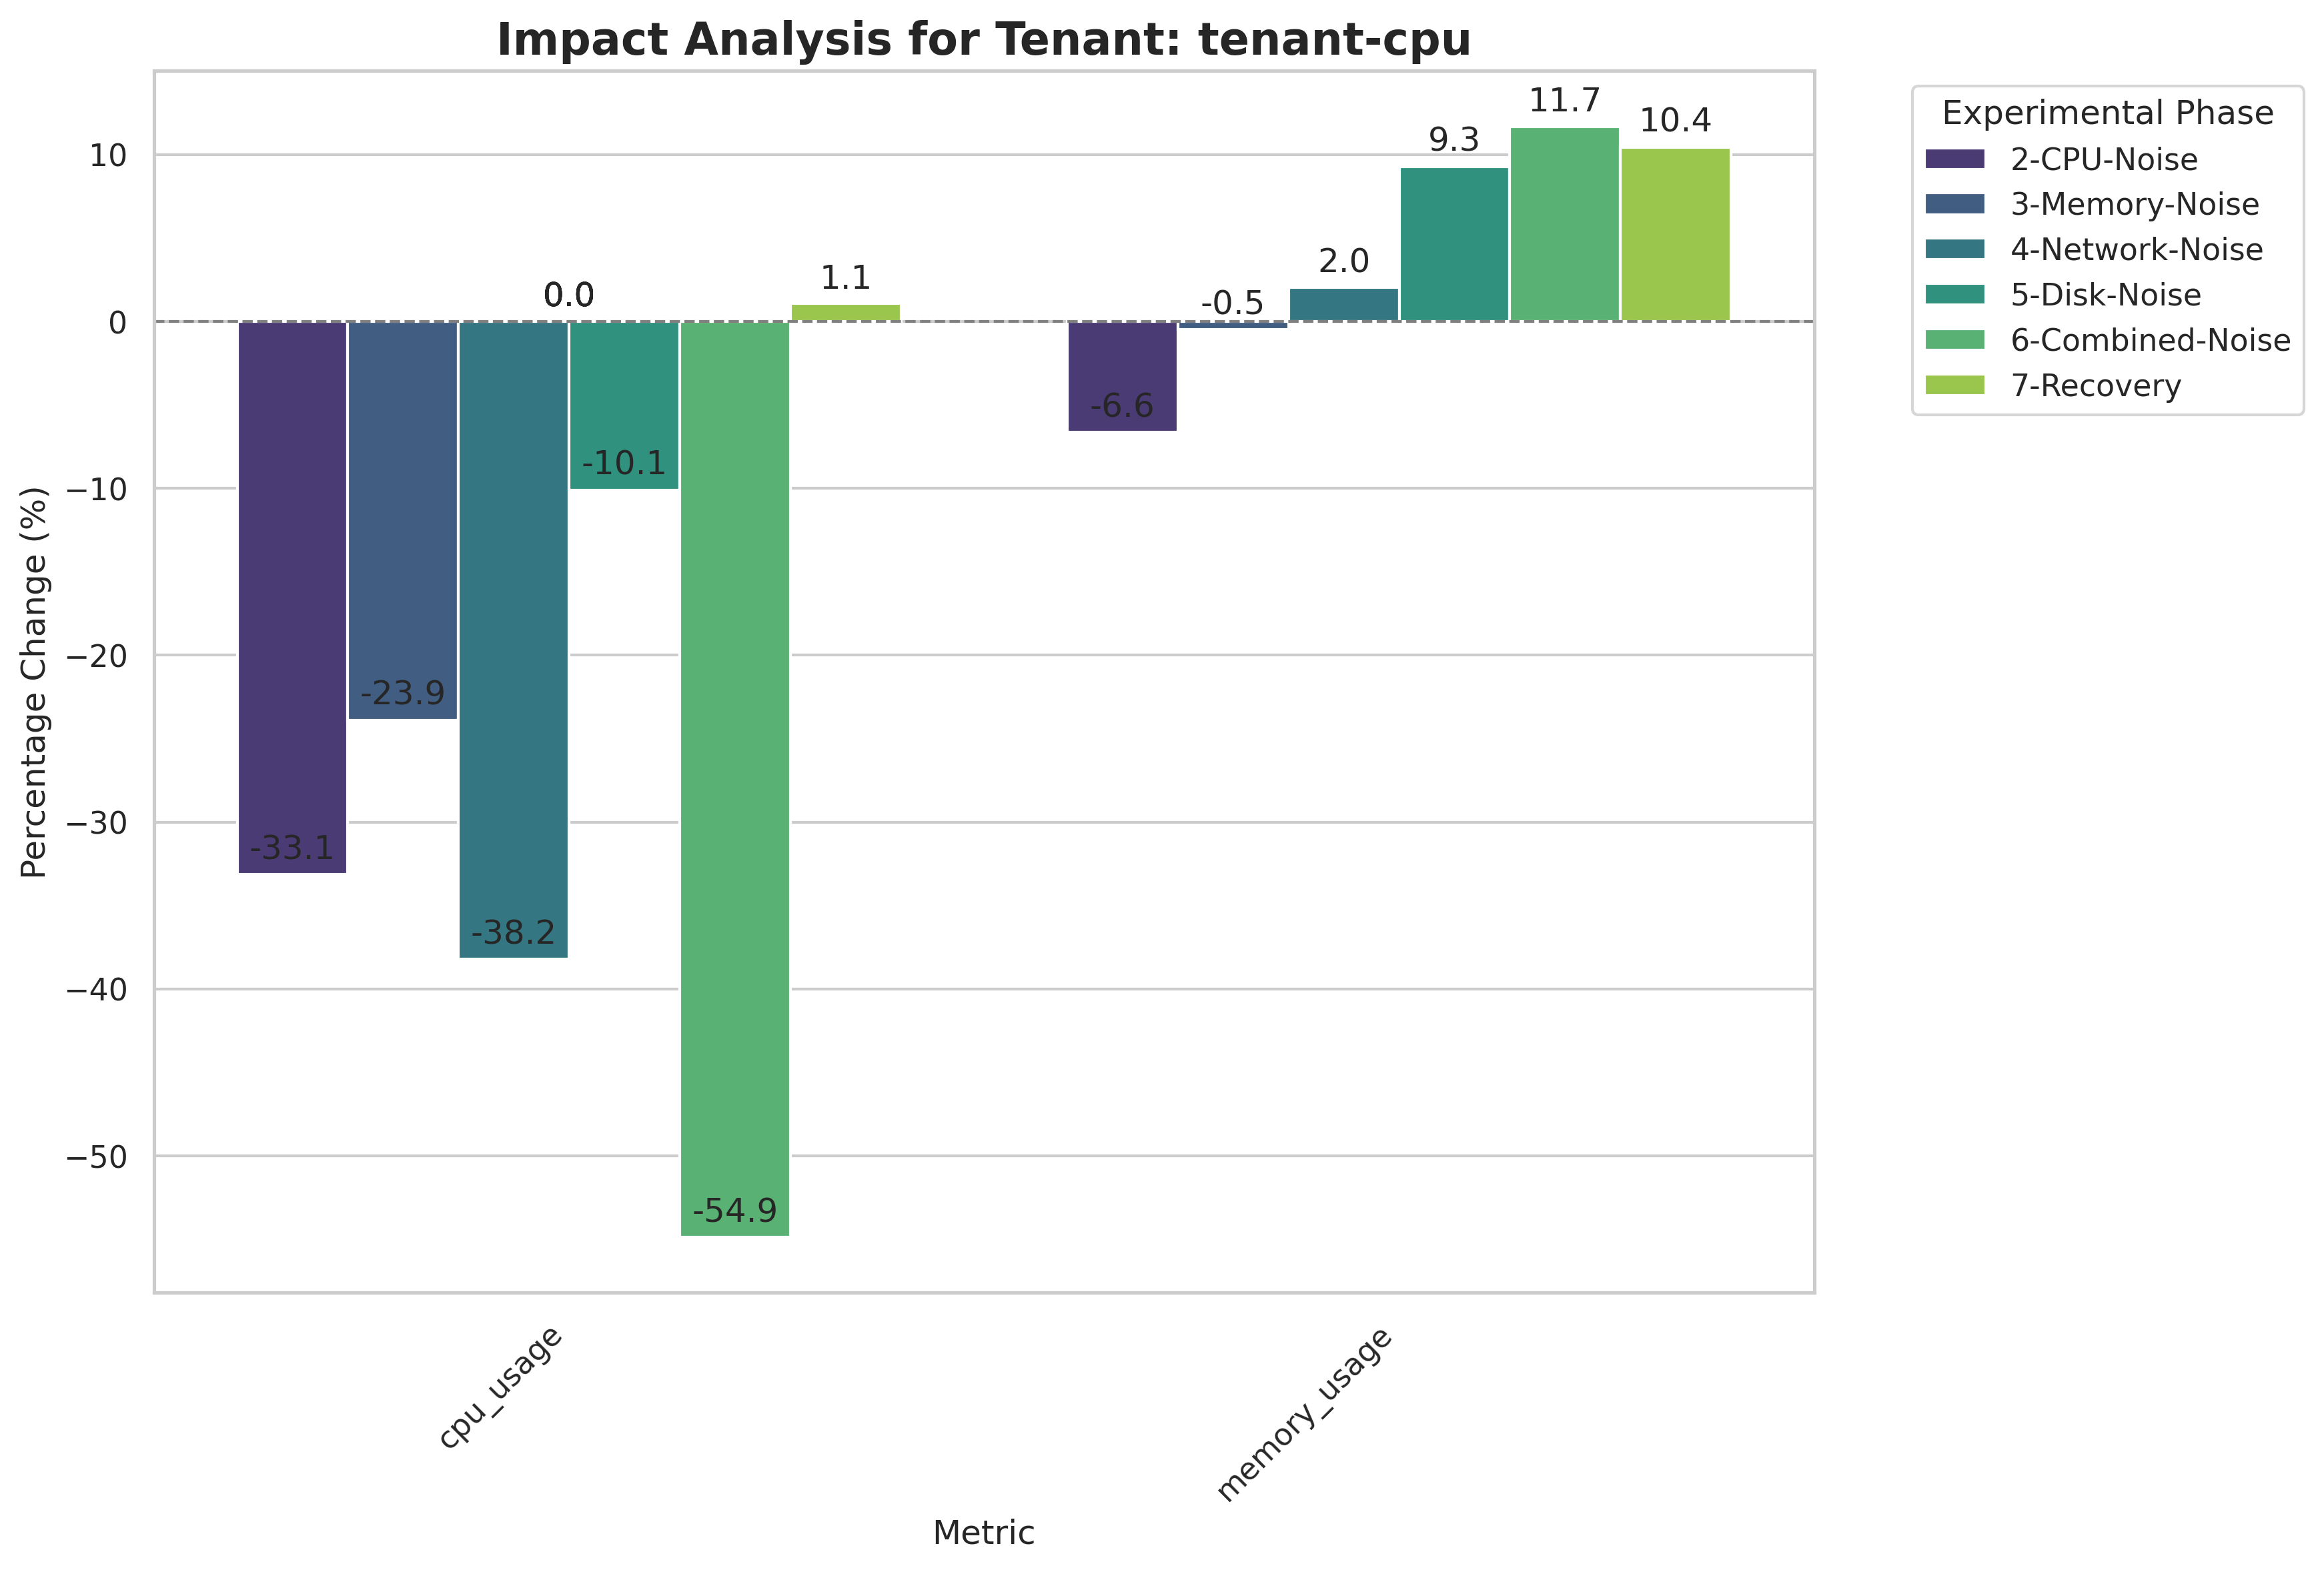 Impact Analysis for Tenant: tenant-cpu
Percentage Change (%)
10
0
−10
−20
−30
−40
−50
-33.1
-23.9
-38.2
0.0
-10.1
-54.9
1.1
-6.6
-0.5
2.0
9.3
11.7
10.4
cpu_usage
memory_usage
Metric
Experimental Phase
2-CPU-Noise
3-Memory-Noise
4-Network-Noise
5-Disk-Noise
6-Combined-Noise
7-Recovery